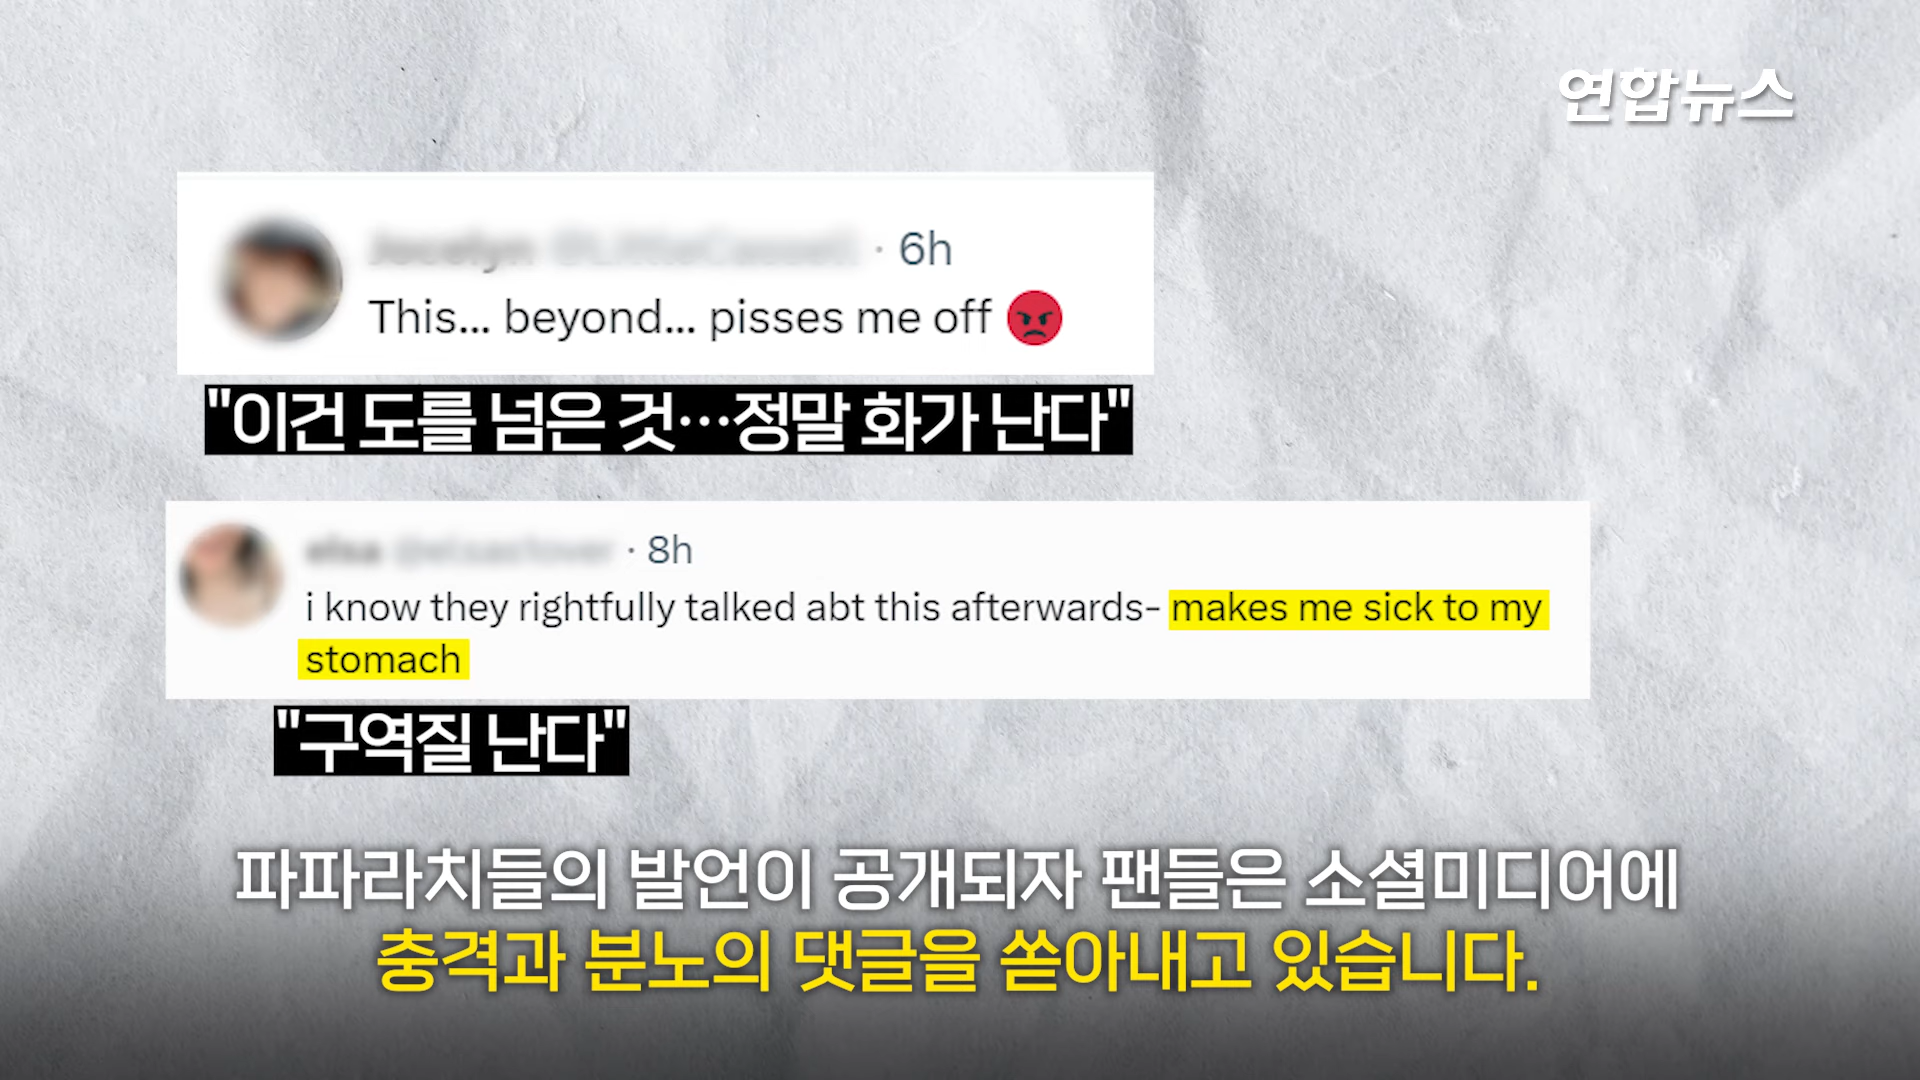 연합뉴스
· 6h
This... beyond... pisses me off 😡
"이건 도를 넘은 것…정말 화가 난다"
· 8h
i know they rightfully talked abt this afterwards- makes me sick to my
stomach
"구역질 난다"
파파라치들의 발언이 공개되자 팬들은 소셜미디어에
충격과 분노의 댓글을 쏟아내고 있습니다.